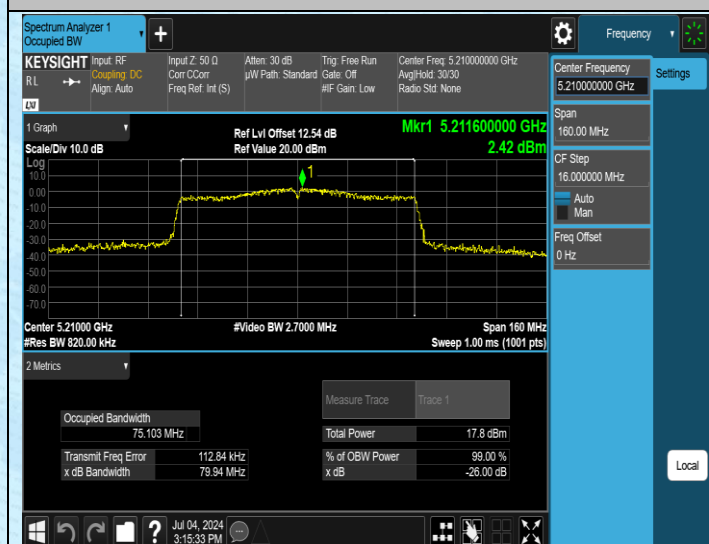 Spectrum Analyzer 1
Occupied BW
Frequency
KEYSIGHT
RL
LXI
Input: RF
Coupling: DC
Align: Auto
Input Z: 50 Ω
Corr CCorr
Freq Ref: Int (S)
Atten: 30 dB
µW Path: Standard
Trig: Free Run
Gate: Off
#IF Gain: Low
Center Freq: 5.210000000 GHz
Avg|Hold: 30/30
Radio Std: None
Center Frequency
5.210000000 GHz
Settings
Span
160.00 MHz
CF Step
16.000000 MHz
Auto
Man
Freq Offset
0 Hz
1 Graph
Scale/Div 10.0 dB
Ref Lvl Offset 12.54 dB
Ref Value 20.00 dBm
Mkr1 5.211600000 GHz
2.42 dBm
Log
10.0
0.00
-10.0
-20.0
-30.0
-40.0
-50.0
-60.0
-70.0
1
Center 5.21000 GHz
#Res BW 820.00 kHz
#Video BW 2.7000 MHz
Span 160 MHz
Sweep 1.00 ms (1001 pts)
2 Metrics
Measure Trace
Trace 1
Occupied Bandwidth
75.103 MHz
Total Power 17.8 dBm
Transmit Freq Error 112.84 kHz
% of OBW Power 99.00 %
x dB Bandwidth 79.94 MHz
x dB -26.00 dB
Local
?
Jul 04, 2024
3:15:33 PM